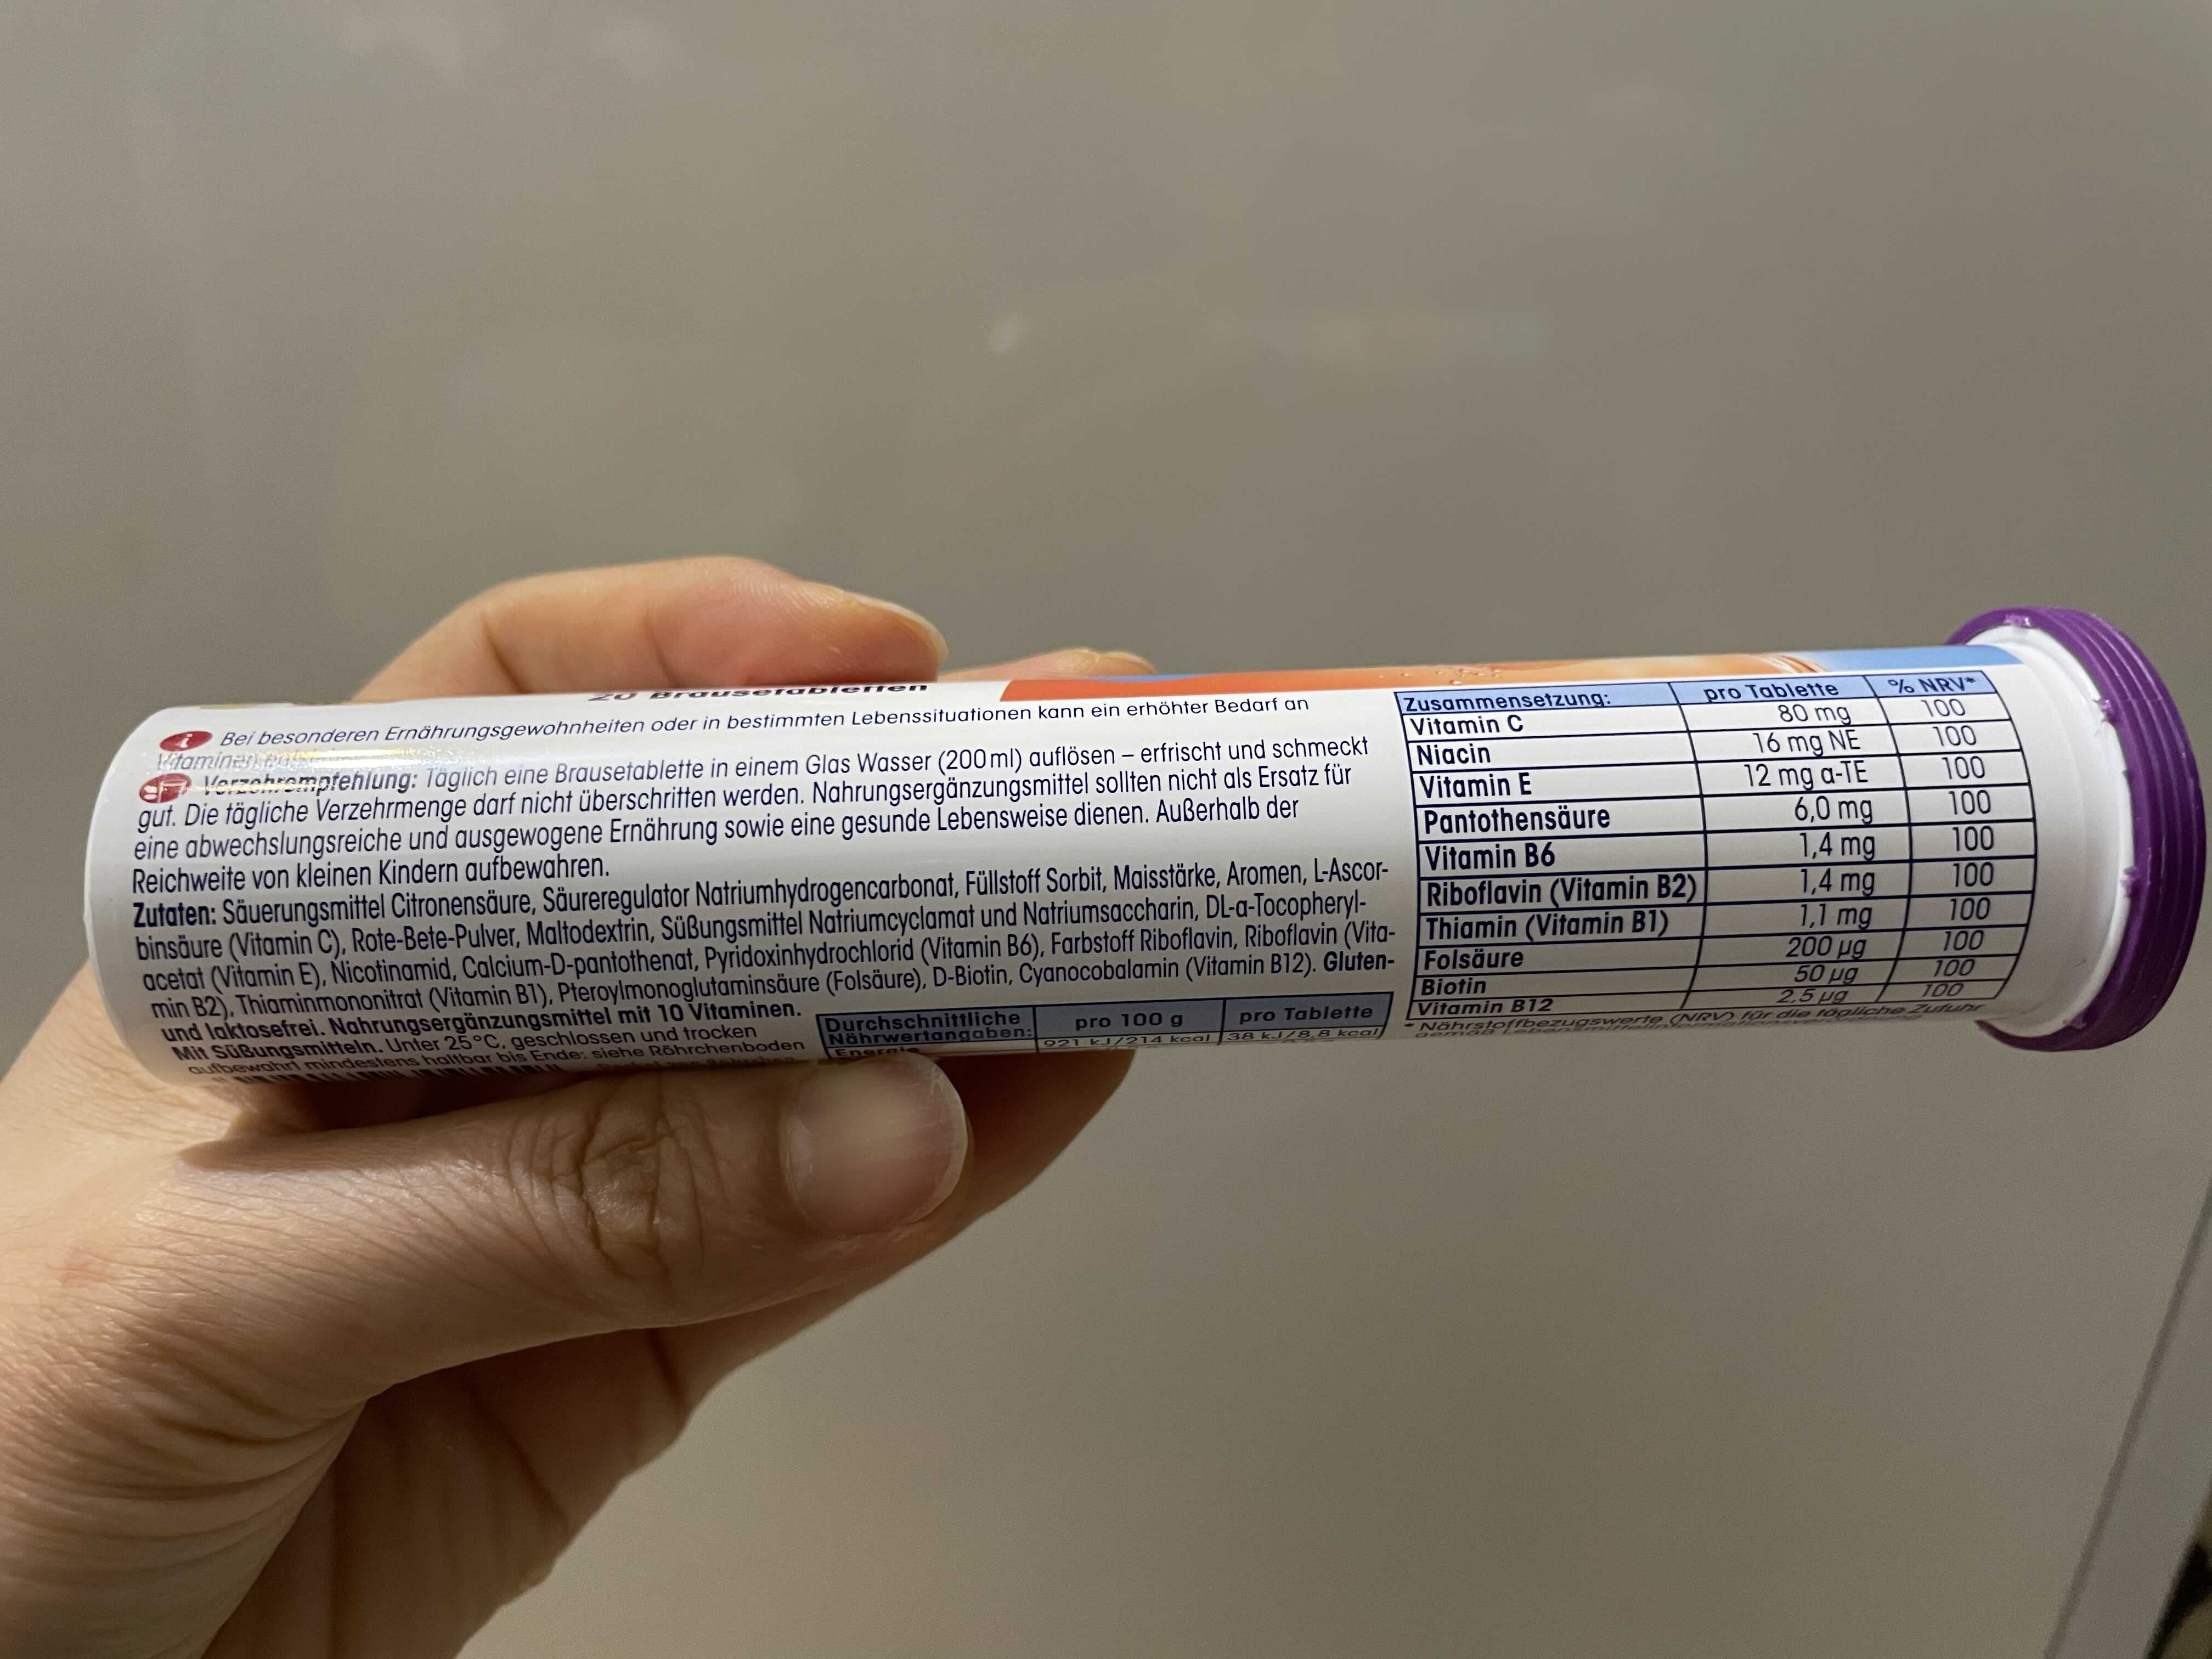 20 Brausetabletten
Bei besonderen Ernährungsgewohnheiten oder in bestimmten Lebenssituationen kann ein erhöhter Bedarf an
Vitaminen
Verzehrempfehlung: Täglich eine Brausetablette in einem Glas Wasser (200 ml) auflösen – erfrischt und schmeckt
gut. Die tägliche Verzehrmenge darf nicht überschritten werden. Nahrungsergänzungsmittel sollten nicht als Ersatz für
eine abwechslungsreiche und ausgewogene Ernährung sowie eine gesunde Lebensweise dienen. Außerhalb der
Reichweite von kleinen Kindern aufbewahren.
Zutaten: Säuerungsmittel Citronensäure, Säureregulator Natriumhydrogencarbonat, Füllstoff Sorbit, Maisstärke, Aromen, L-Ascor-
binsäure (Vitamin C), Rote-Bete-Pulver, Maltodextrin, Süßungsmittel Natriumcyclamat und Natriumsaccharin, DL-α-Tocopheryl-
acetat (Vitamin E), Nicotinamid, Calcium-D-pantothenat, Pyridoxinhydrochlorid (Vitamin B6), Farbstoff Riboflavin, Riboflavin (Vita-
min B2), Thiaminmononitrat (Vitamin B1), Pteroylmonoglutaminsäure (Folsäure), D-Biotin, Cyanocobalamin (Vitamin B12). Gluten-
und laktosefrei. Nahrungsergänzungsmittel mit 10 Vitaminen.
Mit Süßungsmitteln. Unter 25°C, geschlossen und trocken
aufbewahrt mindestens haltbar bis Ende: siehe Röhrchenboden
Durchschnittliche Nährwertangaben: pro 100 g pro Tablette
Energie 921 kJ/214 kcal 38 kJ/8,8 kcal
Zusammensetzung: pro Tablette % NRV*
Vitamin C 80 mg 100
Niacin 16 mg NE 100
Vitamin E 12 mg α-TE 100
Pantothensäure 6,0 mg 100
Vitamin B6 1,4 mg 100
Riboflavin (Vitamin B2) 1,4 mg 100
Thiamin (Vitamin B1) 1,1 mg 100
Folsäure 200 µg 100
Biotin 50 µg 100
Vitamin B12 2,5 µg 100
* Nährstoffbezugswerte (NRV) für die tägliche Zufuhr